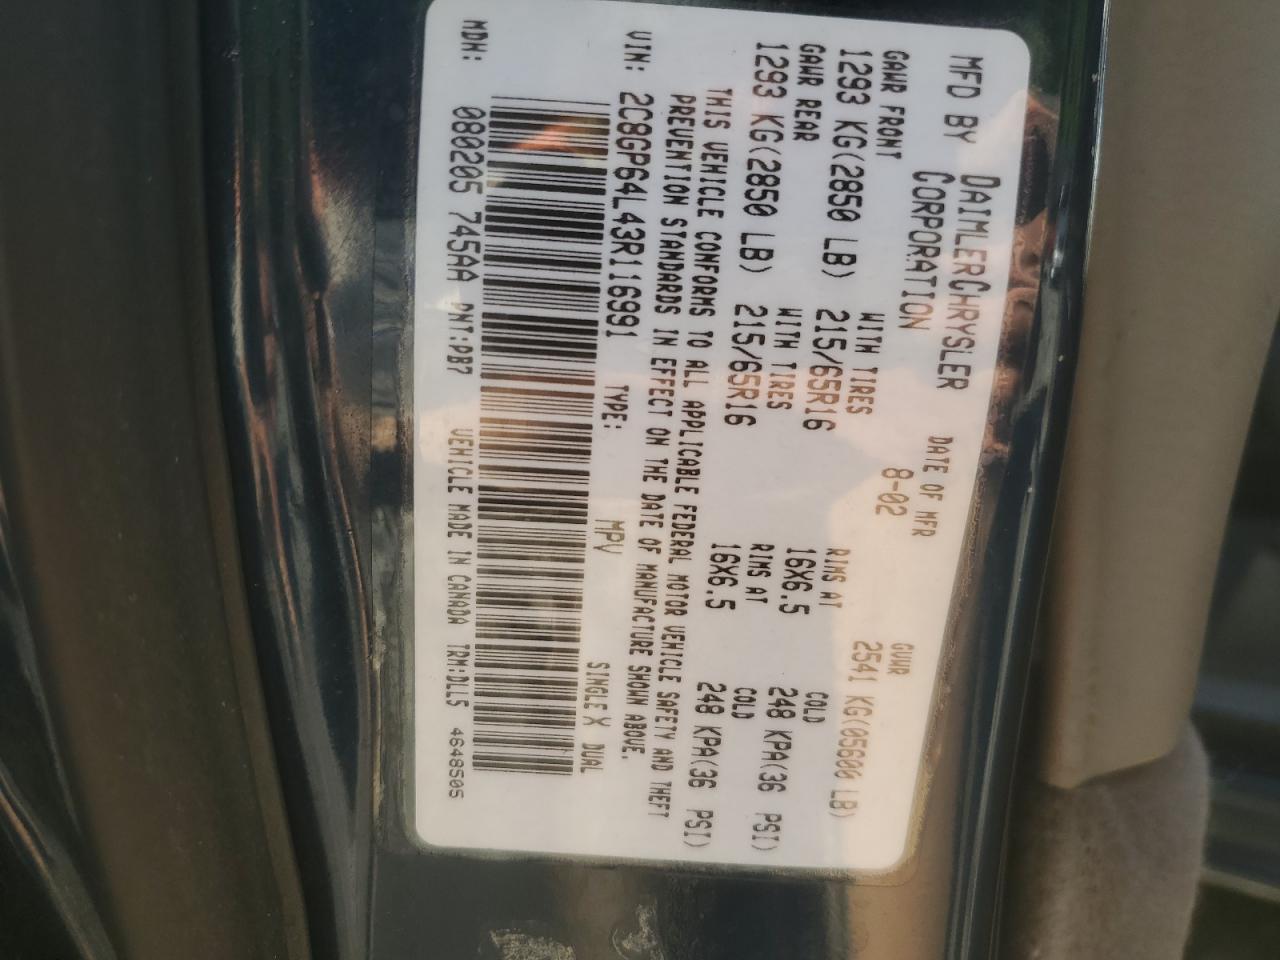 MFD BY DAIMLERCHRYSLER CORPORATION
DATE OF MFR 8-02
GVWR 2541 KG(05600 LB)
GAWR FRONT WITH TIRES RIMS AT COLD
1293 KG(2850 LB) 215/65R16 16X6.5 248 KPA(36 PSI)
GAWR REAR WITH TIRES RIMS AT COLD
1293 KG(2850 LB) 215/65R16 16X6.5 248 KPA(36 PSI)
THIS VEHICLE CONFORMS TO ALL APPLICABLE FEDERAL MOTOR VEHICLE SAFETY AND THEFT
PREVENTION STANDARDS IN EFFECT ON THE DATE OF MANUFACTURE SHOWN ABOVE.
VIN: 2C8GP64L43R116991 TYPE: MPV SINGLE X DUAL
MDH: 080205 745AA PNT:PB7 VEHICLE MADE IN CANADA TRM:DLL5 4648505